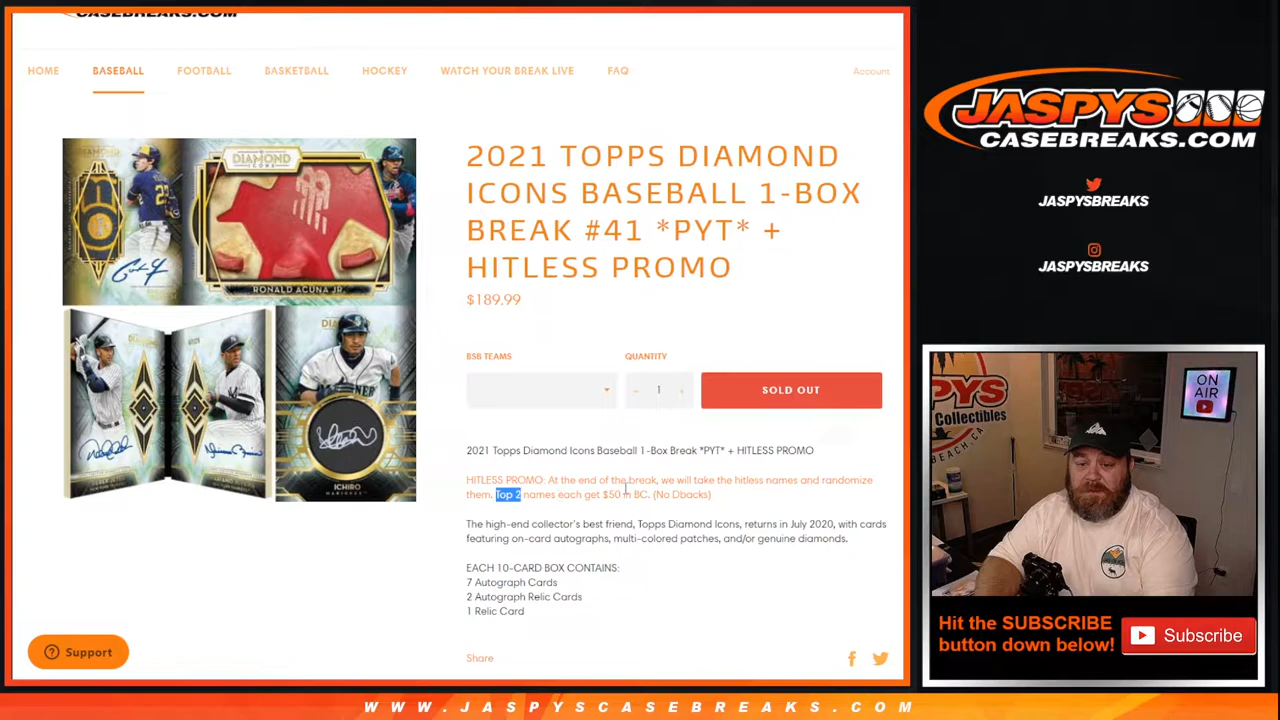 CASEBREAKS.COM
HOME BASEBALL FOOTBALL BASKETBALL HOCKEY WATCH YOUR BREAK LIVE FAQ Account
DIAMOND
ICONS
RONALD ACUÑA JR.
ICHIRO
MARINERS
2021 TOPPS DIAMOND
ICONS BASEBALL 1-BOX
BREAK #41 *PYT* +
HITLESS PROMO
$189.99
BSB TEAMS QUANTITY
− 1 + SOLD OUT
2021 Topps Diamond Icons Baseball 1-Box Break *PYT* + HITLESS PROMO
HITLESS PROMO: At the end of the break, we will take the hitless names and randomize
them. Top 2 names each get $50 in BC. (No Dbacks)
The high-end collector's best friend, Topps Diamond Icons, returns in July 2020, with cards
featuring on-card autographs, multi-colored patches, and/or genuine diamonds.
EACH 10-CARD BOX CONTAINS:
7 Autograph Cards
2 Autograph Relic Cards
1 Relic Card
Support
Share
JASPYS
CASEBREAKS.COM
JASPYSBREAKS
JASPYSBREAKS
PYS
Collectibles
BEACH, CA
ON
AIR
Hit the SUBSCRIBE
button down below!
Subscribe
WWW.JASPYSCASEBREAKS.COM